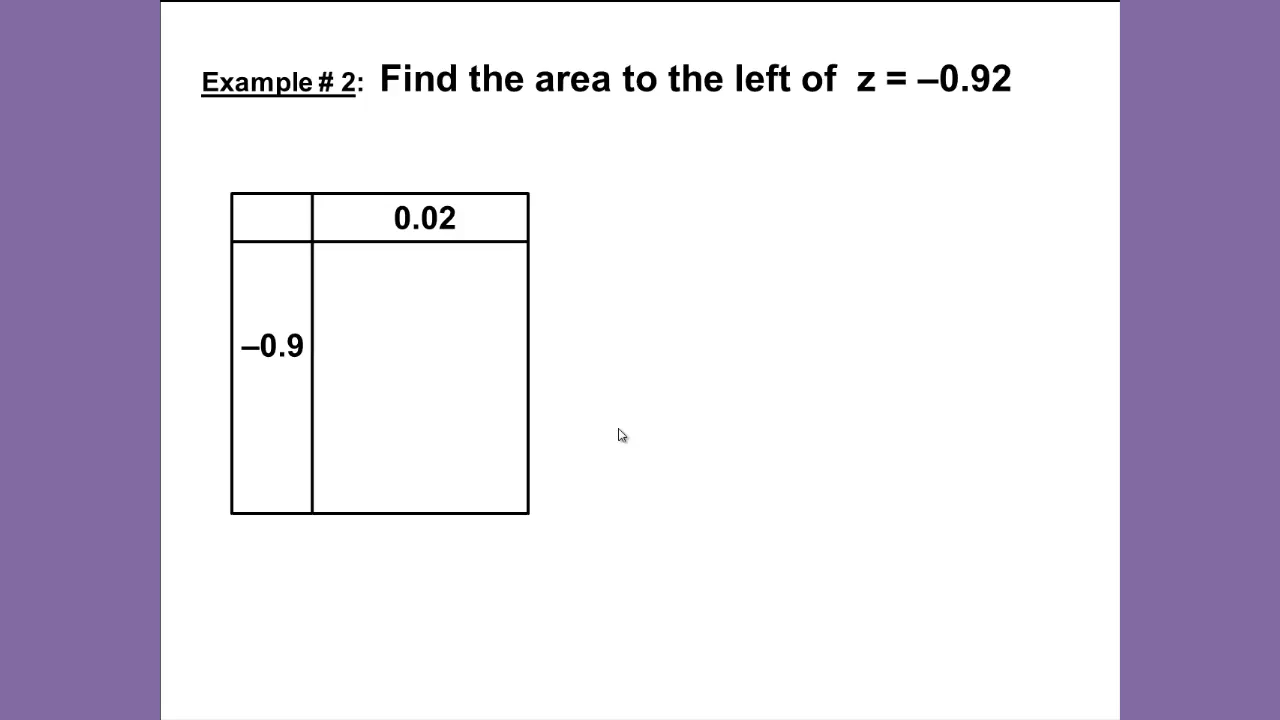 Example # 2: Find the area to the left of z = –0.92
0.02
–0.9